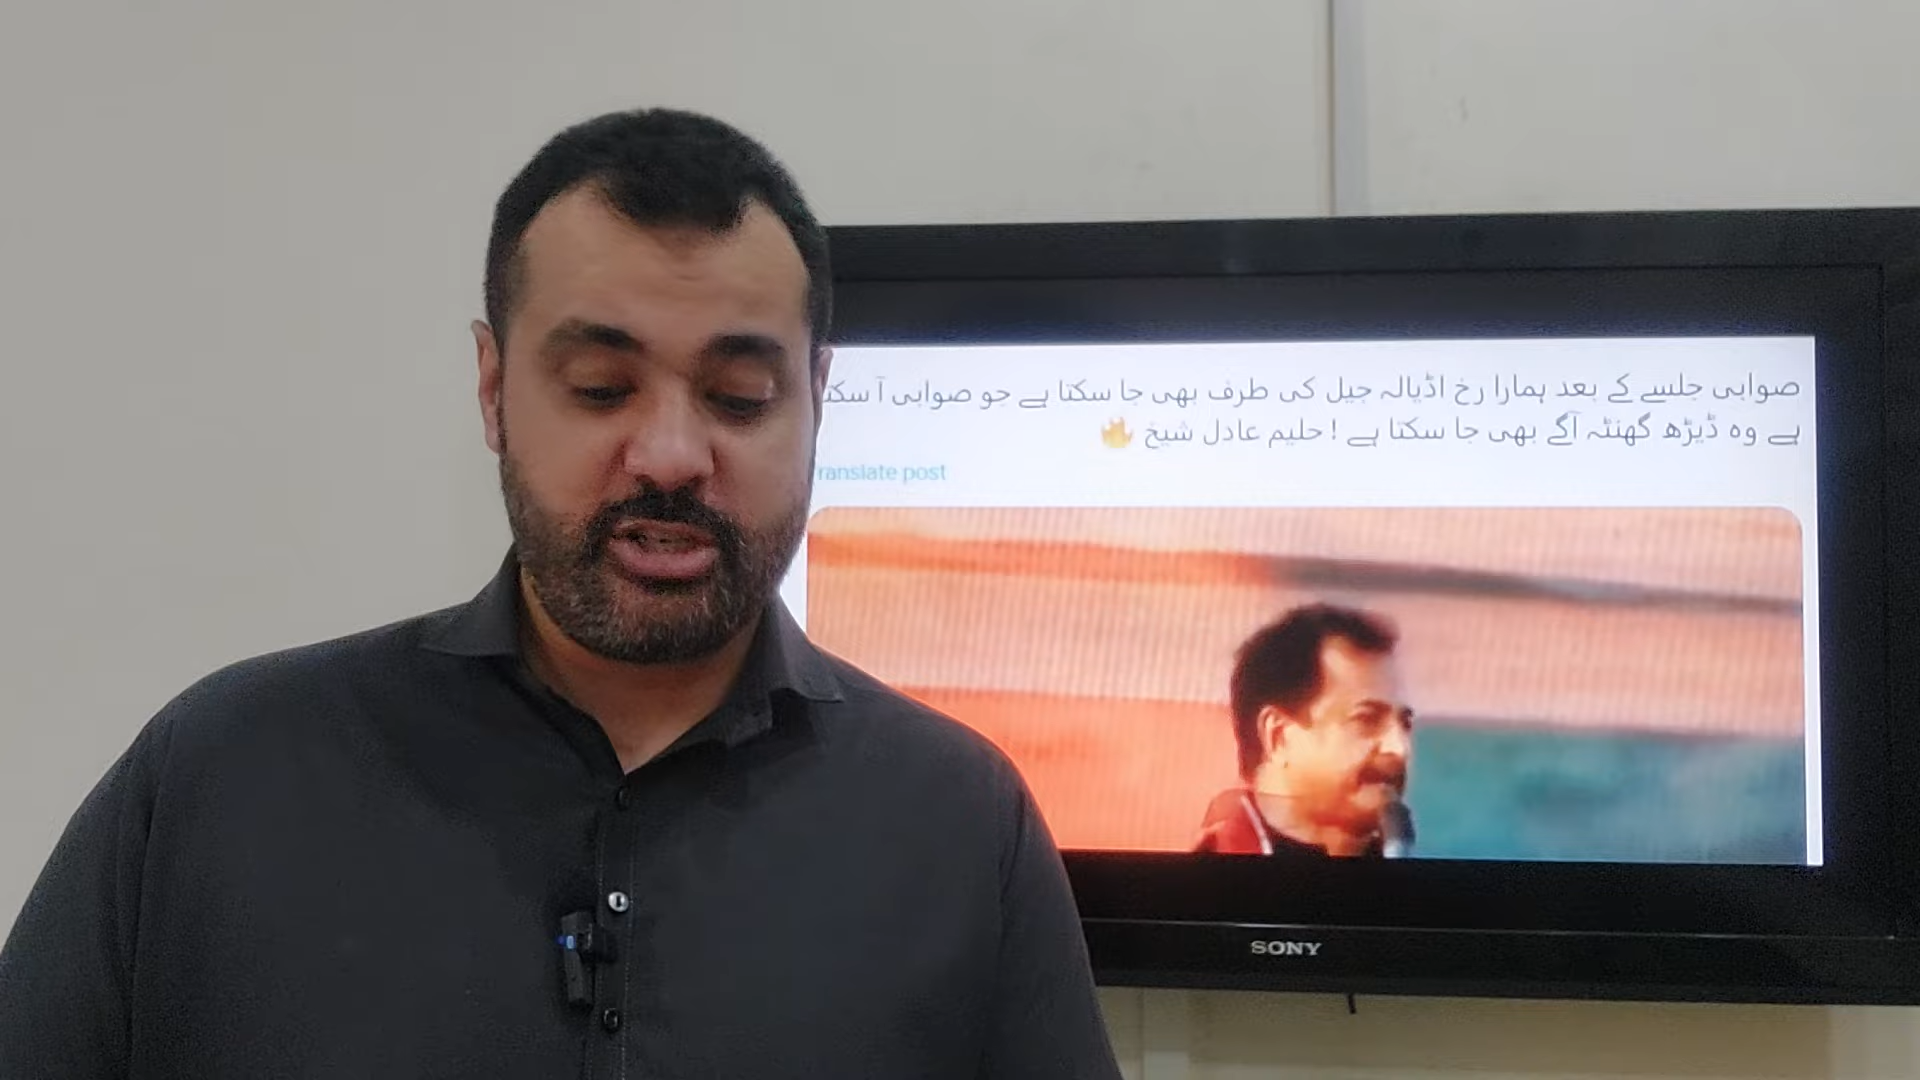 صوابی جلسے کے بعد ہمارا رخ اڈیالہ جیل کی طرف بھی جا سکتا ہے جو صوابی آ سکتا
ہے وہ ڈیڑھ گھنٹہ آگے بھی جا سکتا ہے ! حلیم عادل شیخ 🔥
ranslate post
SONY